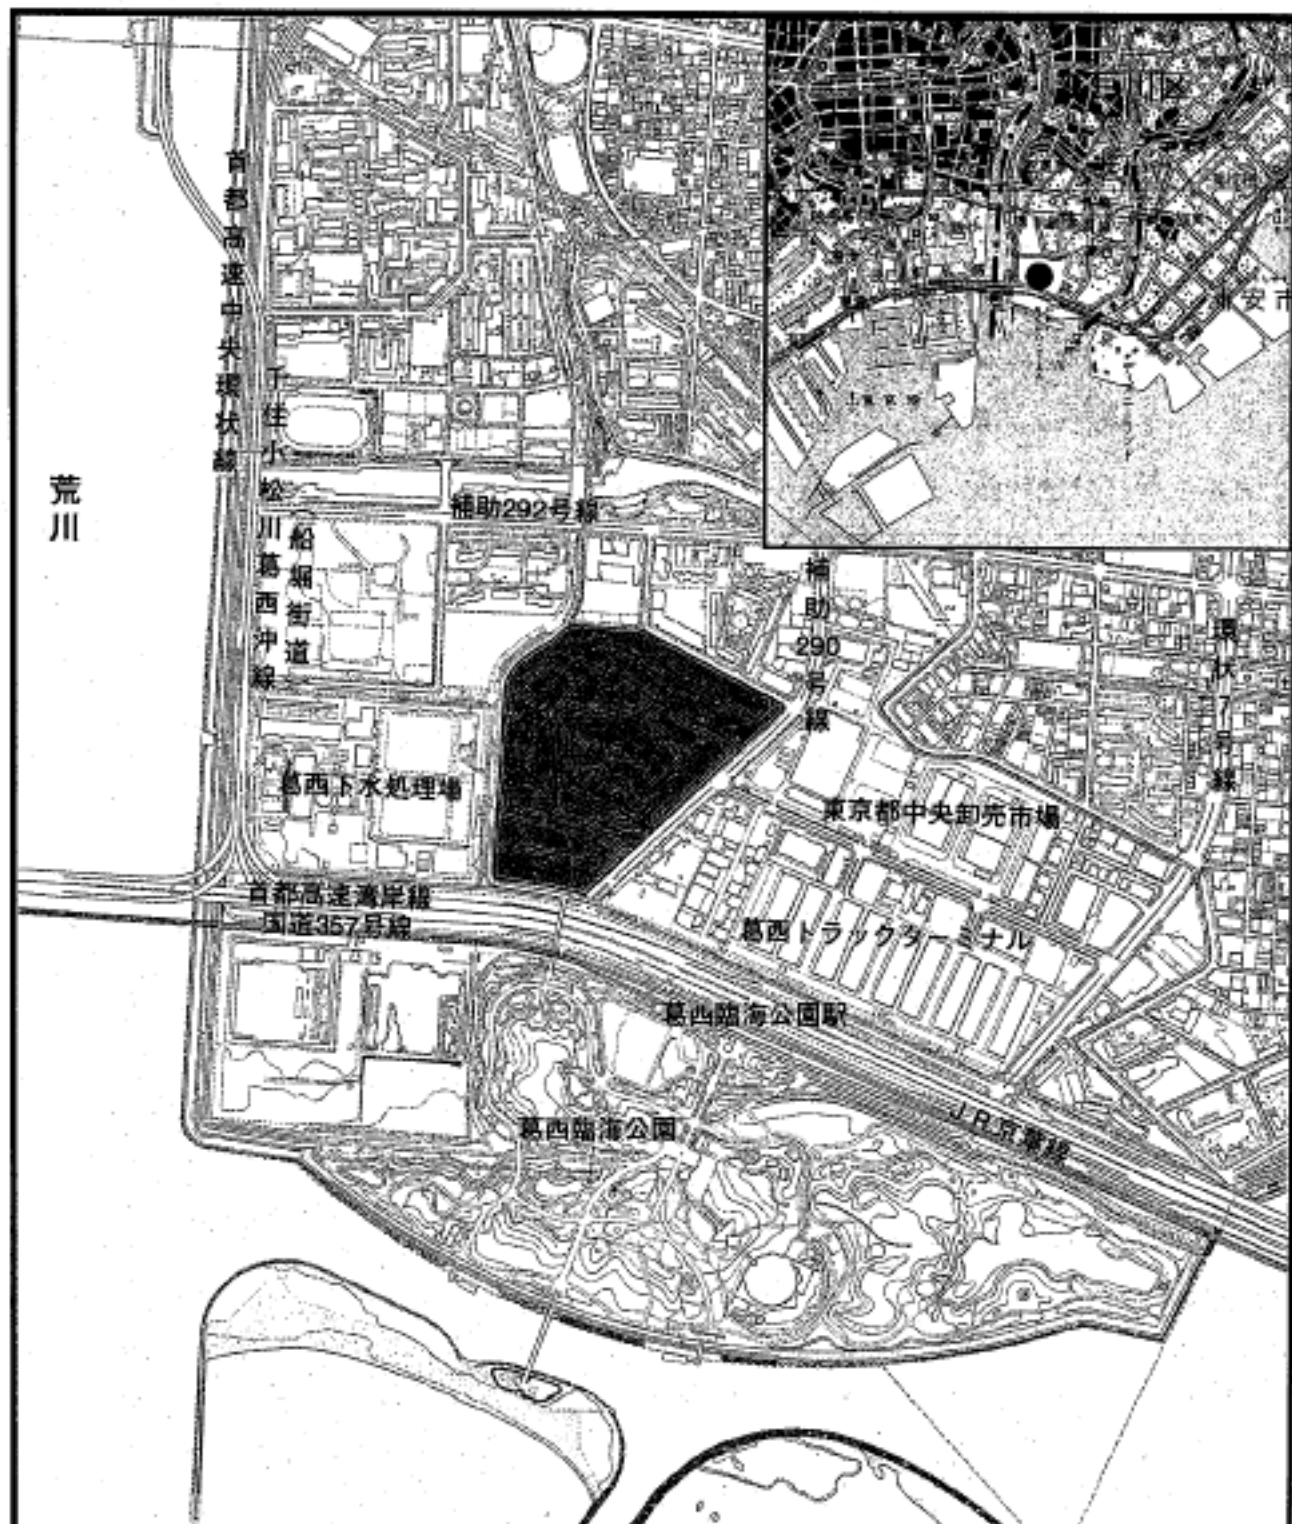 首都高速中央環状線
千住小松川葛西沖線
（船堀街道）
荒川
補助292号線
補助290号線
環状7号線
葛西下水処理場
東京都中央卸売市場
首都高速湾岸線
国道357号線
葛西トラックターミナル
葛西臨海公園駅
葛西臨海公園
JR京葉線
安市